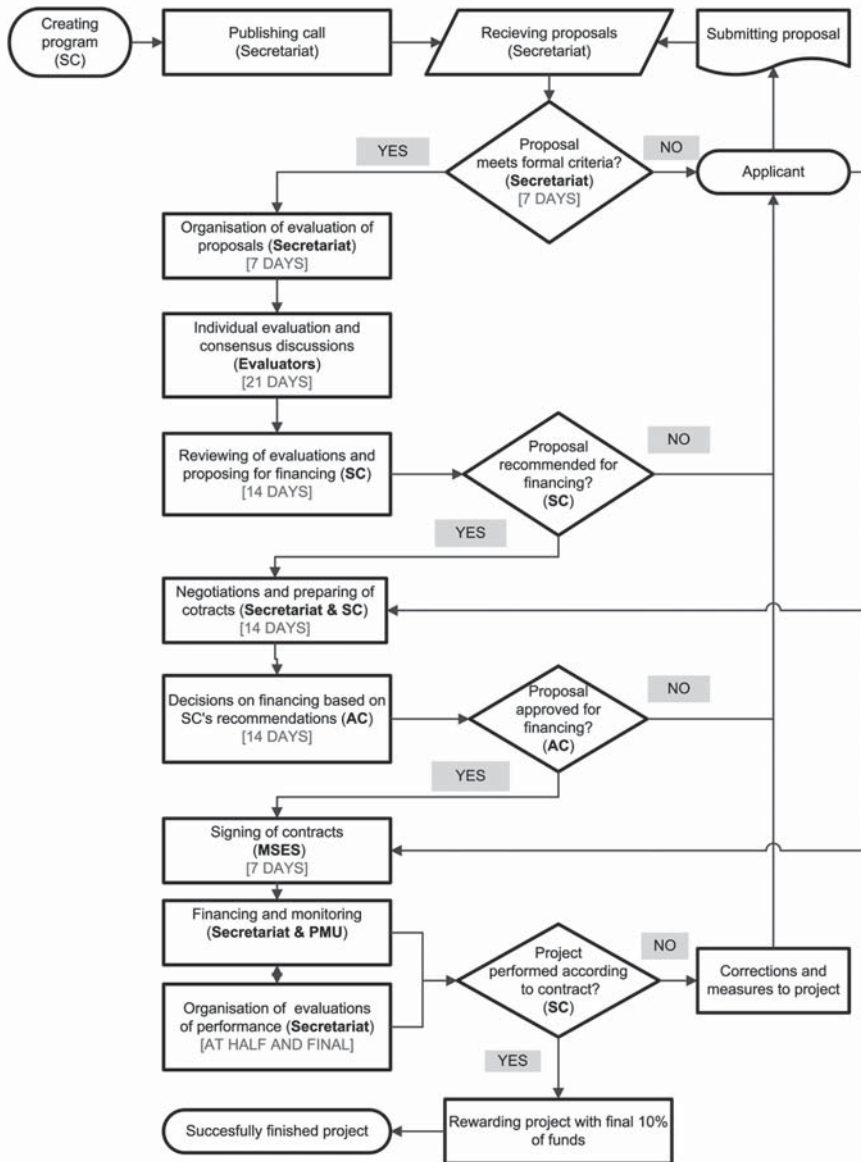 Creating
program
(SC)
Publishing call
(Secretariat)
Recieving proposals
(Secretariat)
Submitting proposal
YES
Proposal
meets formal criteria?
(Secretariat)
[7 DAYS]
NO
Applicant
Organisation of evaluation of
proposals (Secretariat)
[7 DAYS]
Individual evaluation and
consensus discussions
(Evaluators)
[21 DAYS]
Reviewing of evaluations and
proposing for financing (SC)
[14 DAYS]
Proposal
recommended for
financing?
(SC)
NO
YES
Negotiations and preparing of
cotracts (Secretariat & SC)
[14 DAYS]
Decisions on financing based on
SC's recommendations (AC)
[14 DAYS]
Proposal
approved for
financing?
(AC)
NO
YES
Signing of contracts
(MSES)
[7 DAYS]
Financing and monitoring
(Secretariat & PMU)
Organisation of evaluations
of performance (Secretariat)
[AT HALF AND FINAL]
Project
performed according
to contract?
(SC)
NO
Corrections and
measures to project
YES
Rewarding project with final 10%
of funds
Succesfully finished project